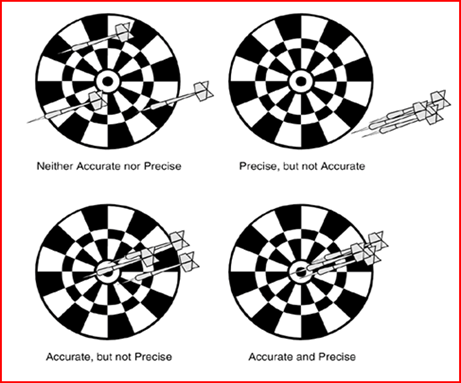 Neither Accurate nor Precise
Precise, but not Accurate
Accurate, but not Precise
Accurate and Precise